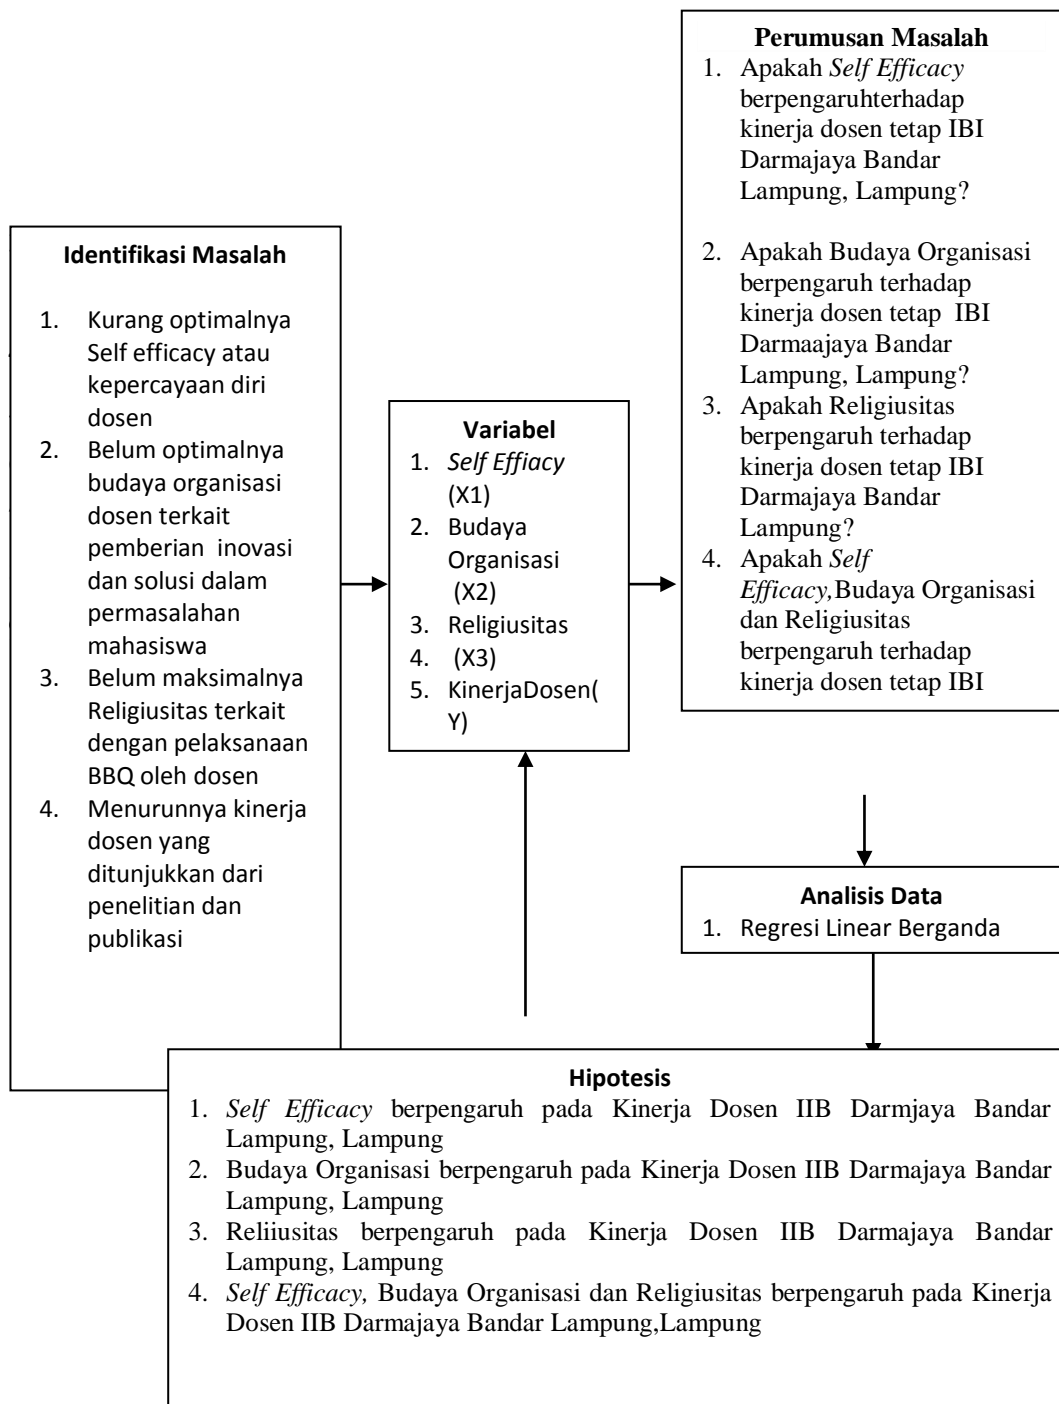 Identifikasi Masalah
1. Kurang optimalnya
Self efficacy atau
kepercayaan diri
dosen
2. Belum optimalnya
budaya organisasi
dosen terkait
pemberian inovasi
dan solusi dalam
permasalahan
mahasiswa
3. Belum maksimalnya
Religiusitas terkait
dengan pelaksanaan
BBQ oleh dosen
4. Menurunnya kinerja
dosen yang
ditunjukkan dari
penelitian dan
publikasi
Variabel
1. Self Effiacy
(X1)
2. Budaya
Organisasi
(X2)
3. Religiusitas
4. (X3)
5. KinerjaDosen(
Y)
Perumusan Masalah
1. Apakah Self Efficacy
berpengaruhterhadap
kinerja dosen tetap IBI
Darmajaya Bandar
Lampung, Lampung?
2. Apakah Budaya Organisasi
berpengaruh terhadap
kinerja dosen tetap IBI
Darmaajaya Bandar
Lampung, Lampung?
3. Apakah Religiusitas
berpengaruh terhadap
kinerja dosen tetap IBI
Darmajaya Bandar
Lampung?
4. Apakah Self
Efficacy,Budaya Organisasi
dan Religiusitas
berpengaruh terhadap
kinerja dosen tetap IBI
Analisis Data
1. Regresi Linear Berganda
Hipotesis
1. Self Efficacy berpengaruh pada Kinerja Dosen IIB Darmjaya Bandar
Lampung, Lampung
2. Budaya Organisasi berpengaruh pada Kinerja Dosen IIB Darmajaya Bandar
Lampung, Lampung
3. Reliiusitas berpengaruh pada Kinerja Dosen IIB Darmajaya Bandar
Lampung, Lampung
4. Self Efficacy, Budaya Organisasi dan Religiusitas berpengaruh pada Kinerja
Dosen IIB Darmajaya Bandar Lampung,Lampung